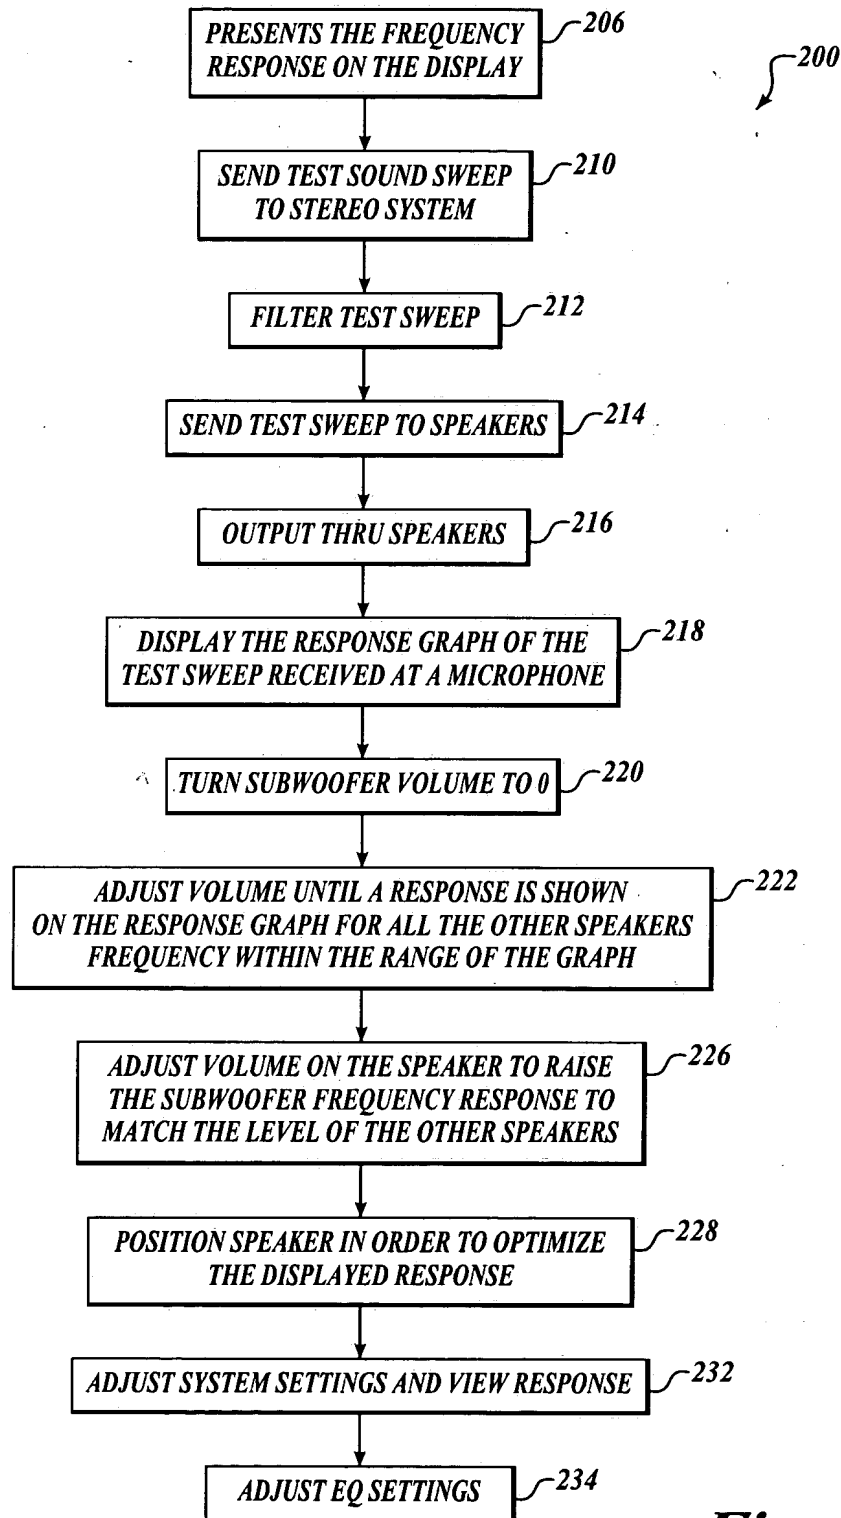 PRESENTS THE FREQUENCY
RESPONSE ON THE DISPLAY
206
200
SEND TEST SOUND SWEEP
TO STEREO SYSTEM
210
FILTER TEST SWEEP
212
SEND TEST SWEEP TO SPEAKERS
214
OUTPUT THRU SPEAKERS
216
DISPLAY THE RESPONSE GRAPH OF THE
TEST SWEEP RECEIVED AT A MICROPHONE
218
TURN SUBWOOFER VOLUME TO 0
220
ADJUST VOLUME UNTIL A RESPONSE IS SHOWN
ON THE RESPONSE GRAPH FOR ALL THE OTHER SPEAKERS
FREQUENCY WITHIN THE RANGE OF THE GRAPH
222
ADJUST VOLUME ON THE SPEAKER TO RAISE
THE SUBWOOFER FREQUENCY RESPONSE TO
MATCH THE LEVEL OF THE OTHER SPEAKERS
226
POSITION SPEAKER IN ORDER TO OPTIMIZE
THE DISPLAYED RESPONSE
228
ADJUST SYSTEM SETTINGS AND VIEW RESPONSE
232
ADJUST EQ SETTINGS
234